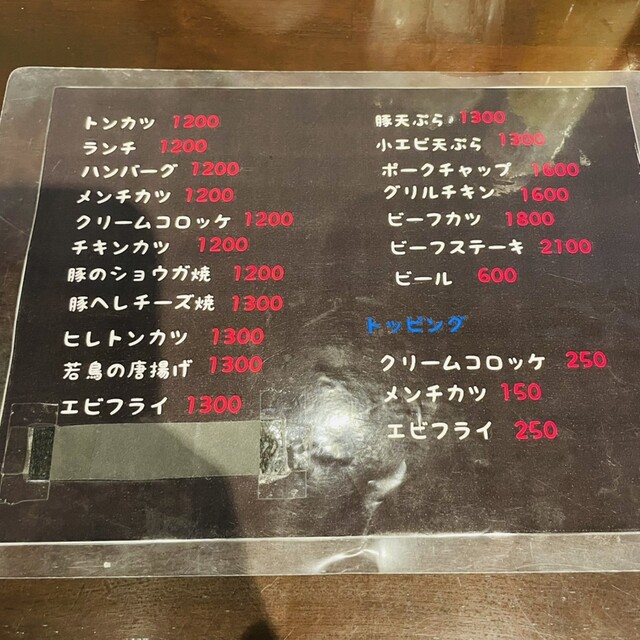 トンカツ 1200
ランチ 1200
ハンバーグ 1200
メンチカツ 1200
クリームコロッケ 1200
チキンカツ 1200
豚のショウガ焼 1200
豚ヘレチーズ焼 1300
ヒレトンカツ 1300
若鳥の唐揚げ 1300
エビフライ 1300
豚天ぷら 1300
小エビ天ぷら 1300
ポークチャップ 1600
グリルチキン 1600
ビーフカツ 1800
ビーフステーキ 2100
ビール 600
トッピング
クリームコロッケ 250
メンチカツ 150
エビフライ 250